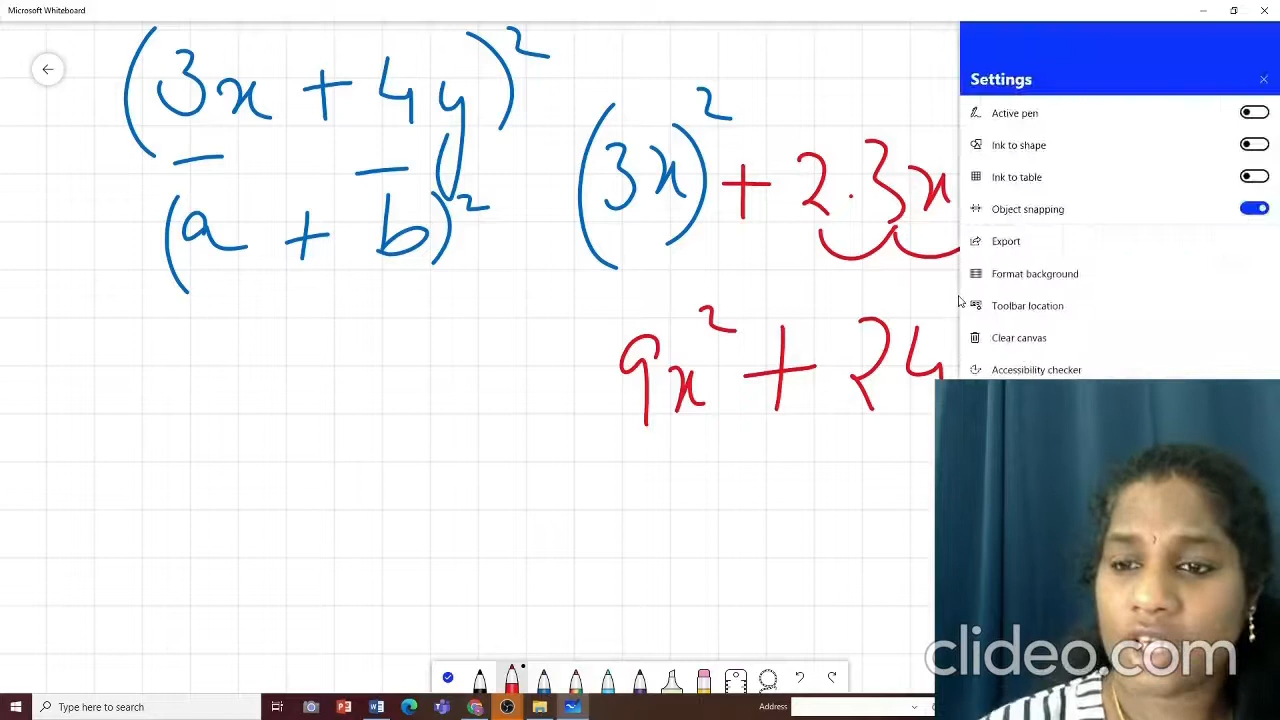 Microsoft Whiteboard
(3x + 4y)²
(a + b)²
(3x)² + 2.3x
9x² + 24
Settings
Active pen
Ink to shape
Ink to table
Object snapping
Export
Format background
Toolbar location
Clear canvas
Accessibility checker
clideo.com
Type here to search
Address